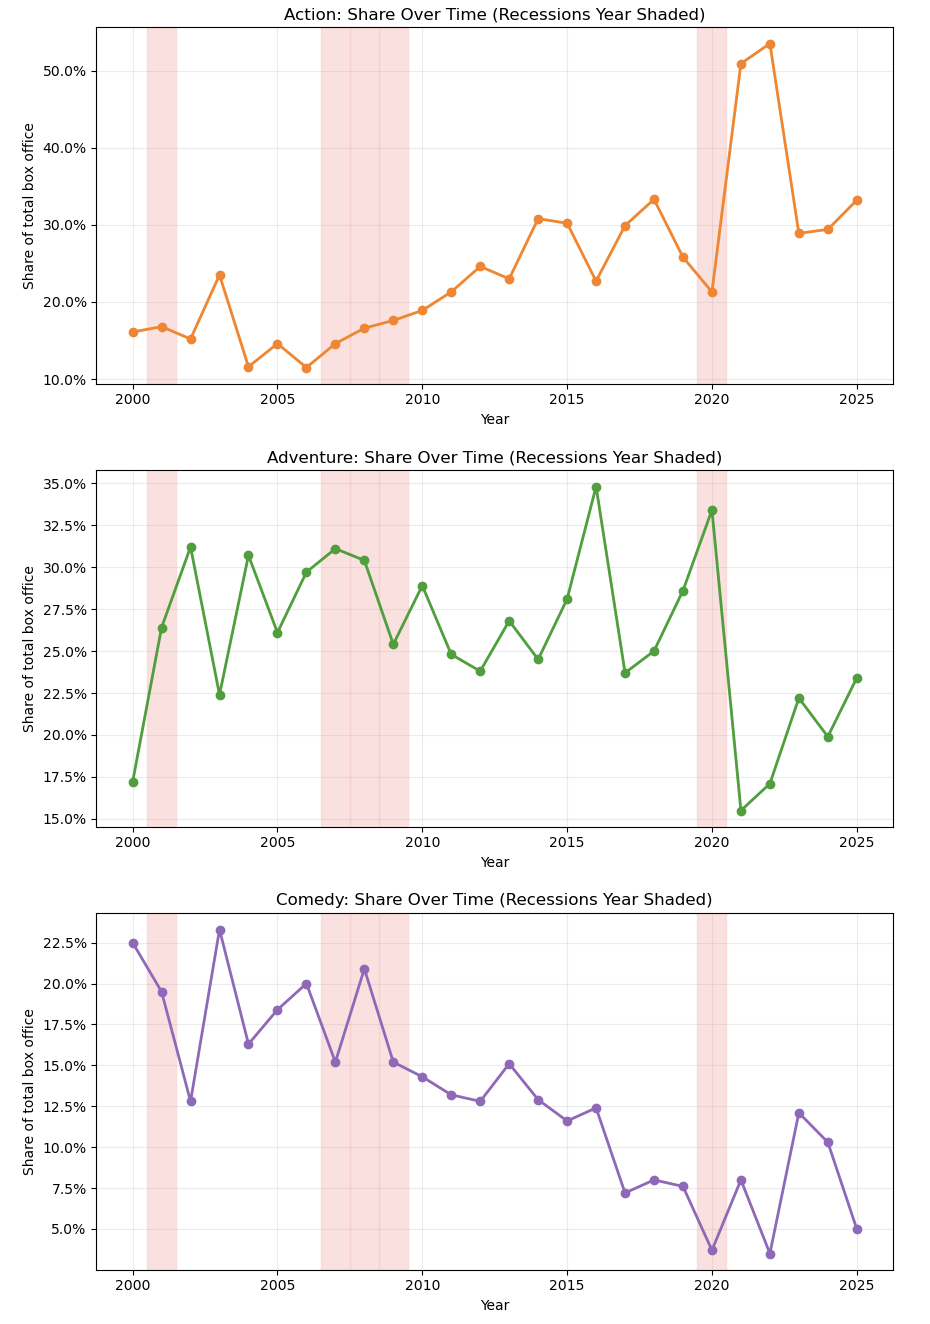 Action: Share Over Time (Recessions Year Shaded)
Share of total box office
50.0%
40.0%
30.0%
20.0%
10.0%
2000 2005 2010 2015 2020 2025
Year
Adventure: Share Over Time (Recessions Year Shaded)
Share of total box office
35.0%
32.5%
30.0%
27.5%
25.0%
22.5%
20.0%
17.5%
15.0%
2000 2005 2010 2015 2020 2025
Year
Comedy: Share Over Time (Recessions Year Shaded)
Share of total box office
22.5%
20.0%
17.5%
15.0%
12.5%
10.0%
7.5%
5.0%
2000 2005 2010 2015 2020 2025
Year